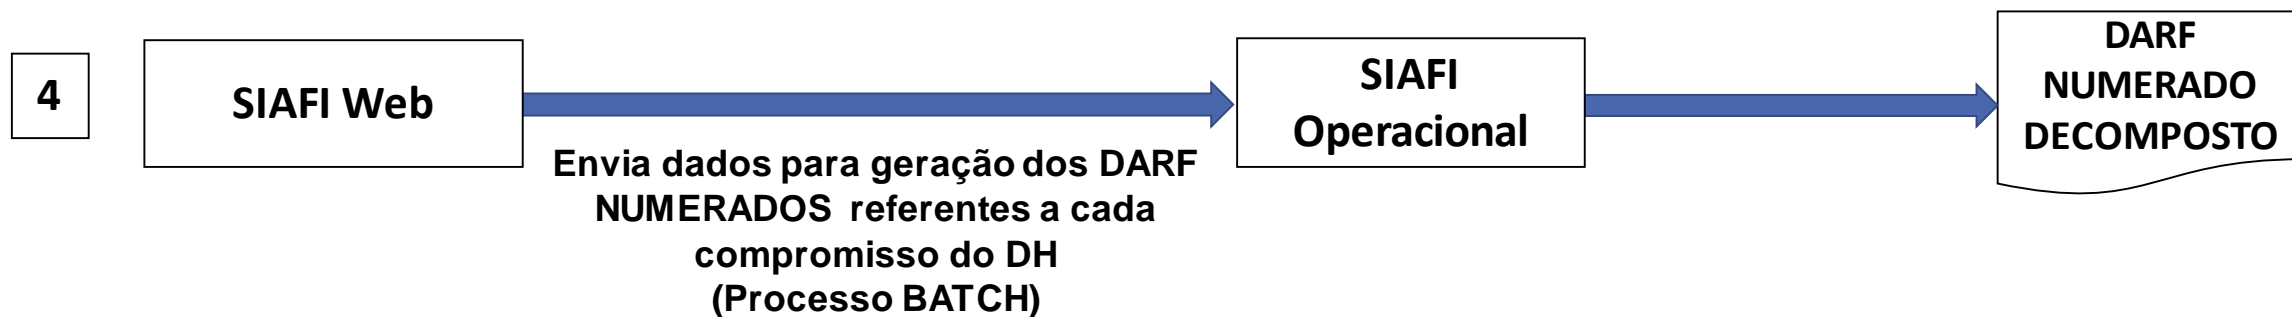 4
SIAFI Web
Envia dados para geração dos DARF
NUMERADOS referentes a cada
compromisso do DH
(Processo BATCH)
SIAFI
Operacional
DARF
NUMERADO
DECOMPOSTO